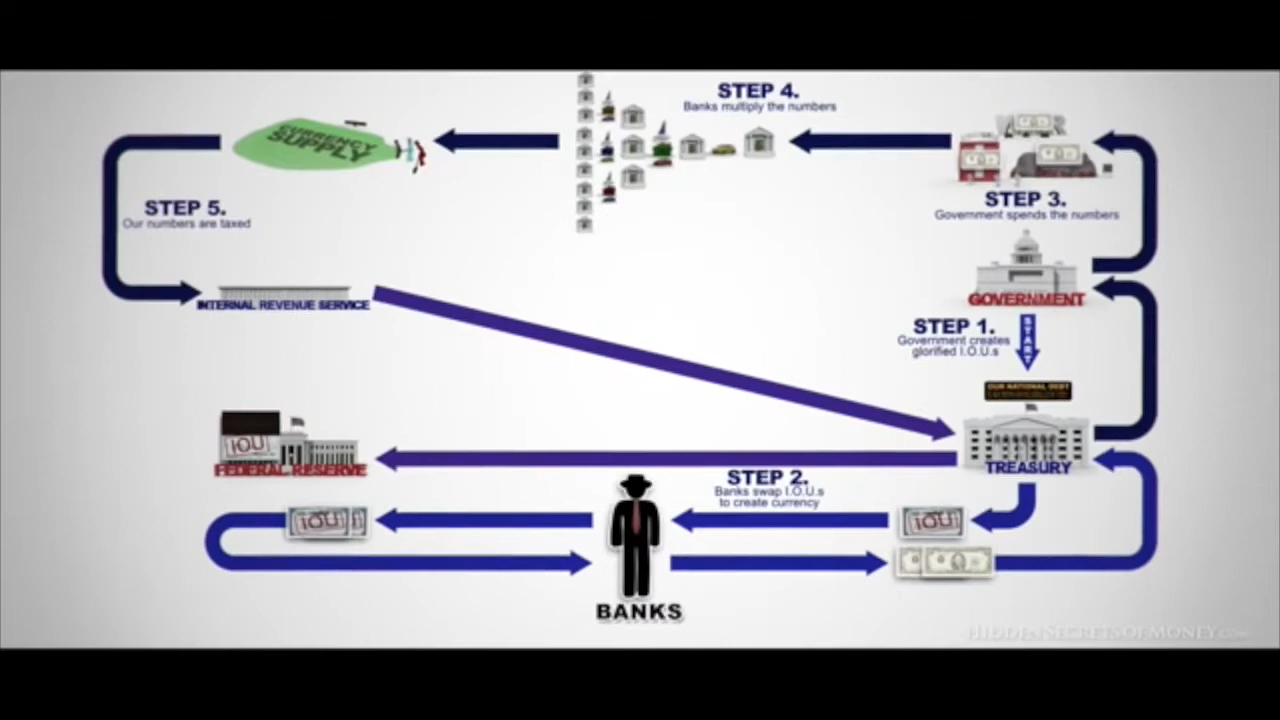 STEP 4.
Banks multiply the numbers
CURRENCY
SUPPLY
STEP 5.
Our numbers are taxed
STEP 3.
Government spends the numbers
INTERNAL REVENUE SERVICE
GOVERNMENT
STEP 1.
Government creates
glorified I.O.U.s
START
OUR NATIONAL DEBT
IOU
FEDERAL RESERVE
TREASURY
STEP 2.
Banks swap I.O.U.s
to create currency
IOU
IOU
BANKS
HIDDENSECRETSOFMONEY.COM